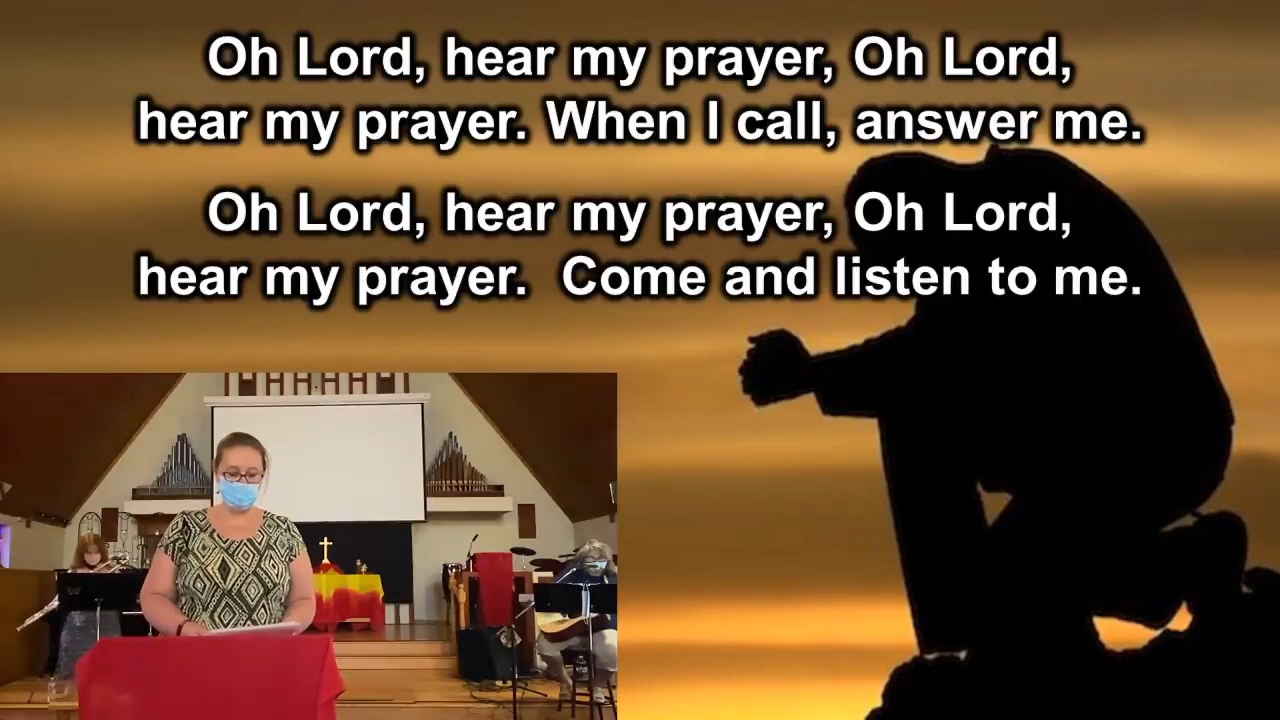 Oh Lord, hear my prayer, Oh Lord,
hear my prayer. When I call, answer me.
Oh Lord, hear my prayer, Oh Lord,
hear my prayer.  Come and listen to me.